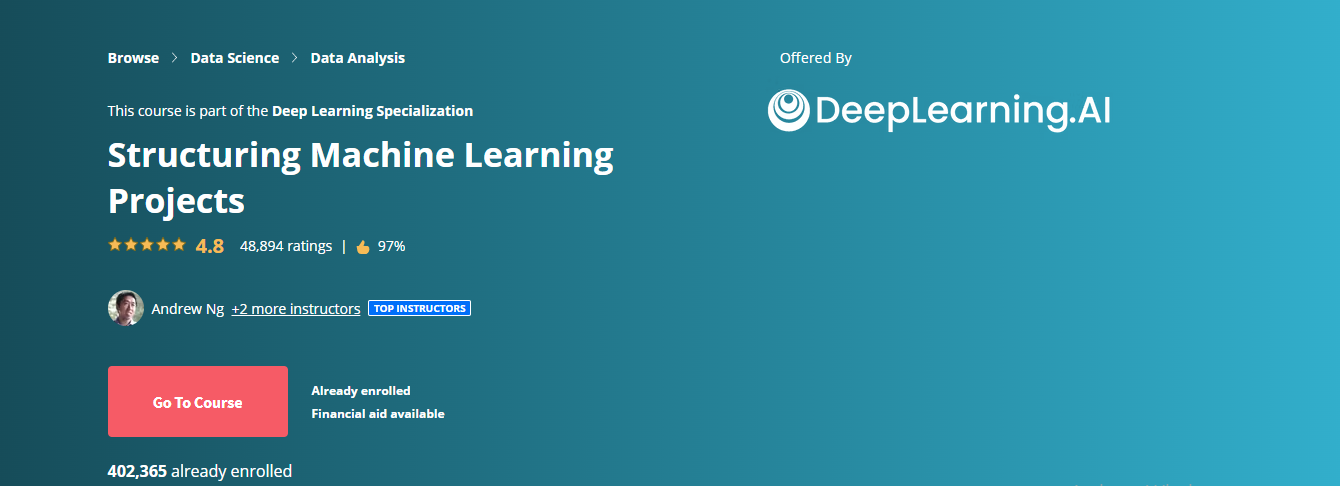 Browse > Data Science > Data Analysis
Offered By
DeepLearning.AI
This course is part of the Deep Learning Specialization
Structuring Machine Learning
Projects
4.8 48,894 ratings | 97%
Andrew Ng +2 more instructors TOP INSTRUCTORS
Go To Course
Already enrolled
Financial aid available
402,365 already enrolled